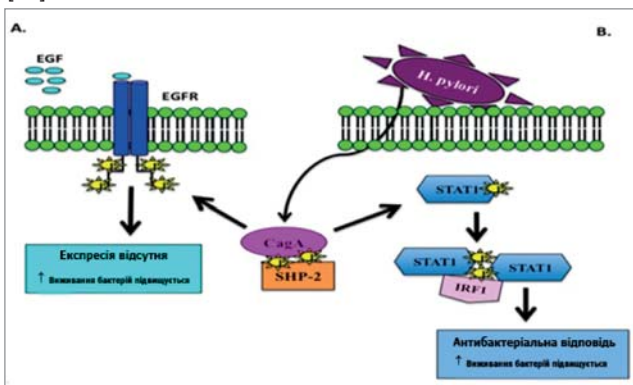 A.
B.
EGF
EGFR
H. pylori
STAT1
CagA
SHP-2
STAT1
STAT1
IRF1
Експресія відсутня
↑ Виживання бактерій підвищується
Антибактеріальна відповідь
↑ Виживання бактерій підвищується